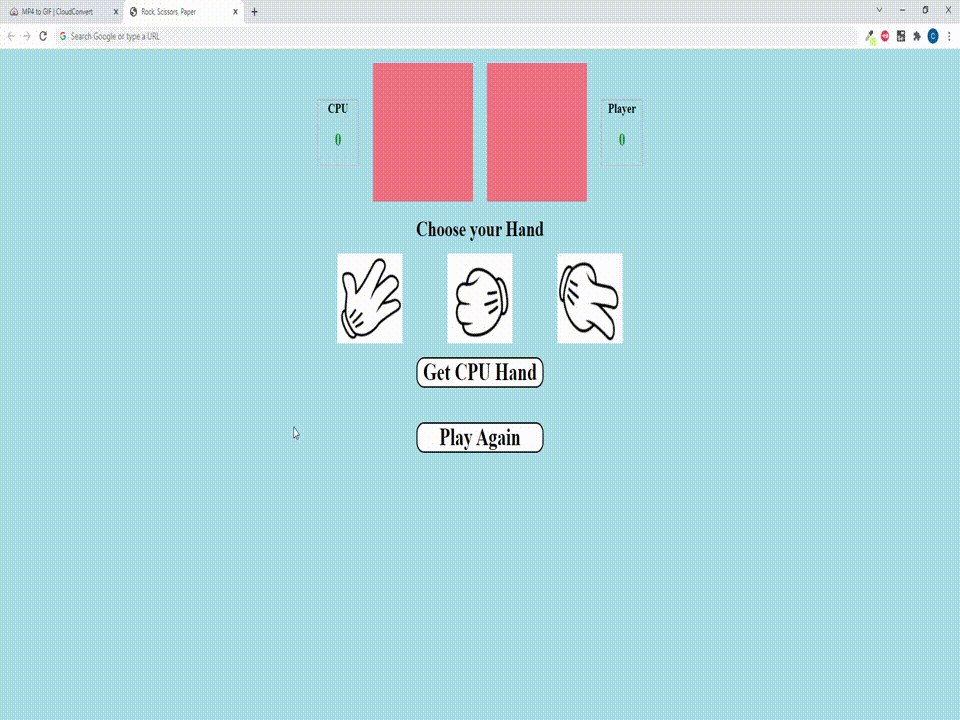 MP4 to GIF | CloudConvert
Rock, Scissors, Paper
Search Google or type a URL
CPU
0
Player
0
Choose your Hand
Get CPU Hand
Play Again